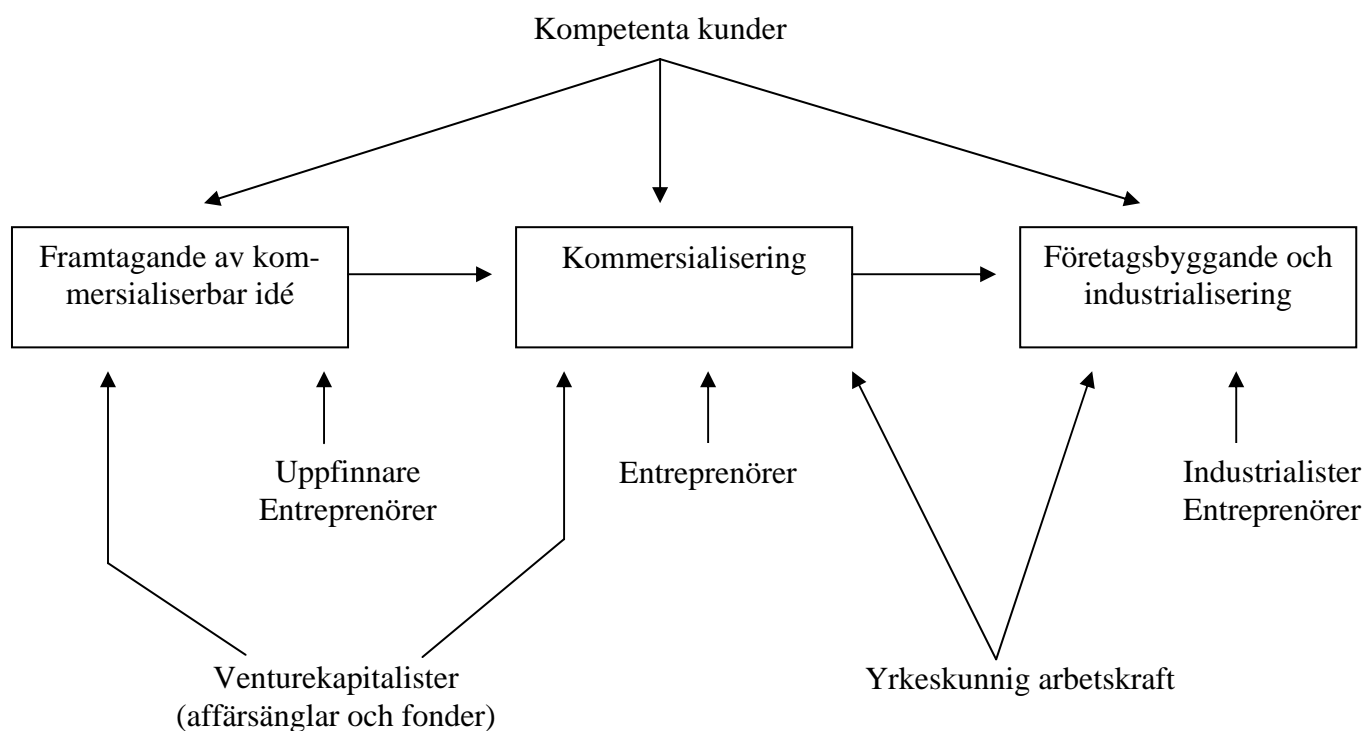 Kompetenta kunder
Framtagande av kom-
mersialiserbar idé
Kommersialisering
Företagsbyggande och
industrialisering
Uppfinnare
Entreprenörer
Entreprenörer
Industrialister
Entreprenörer
Venturekapitalister
(affärsänglar och fonder)
Yrkeskunnig arbetskraft